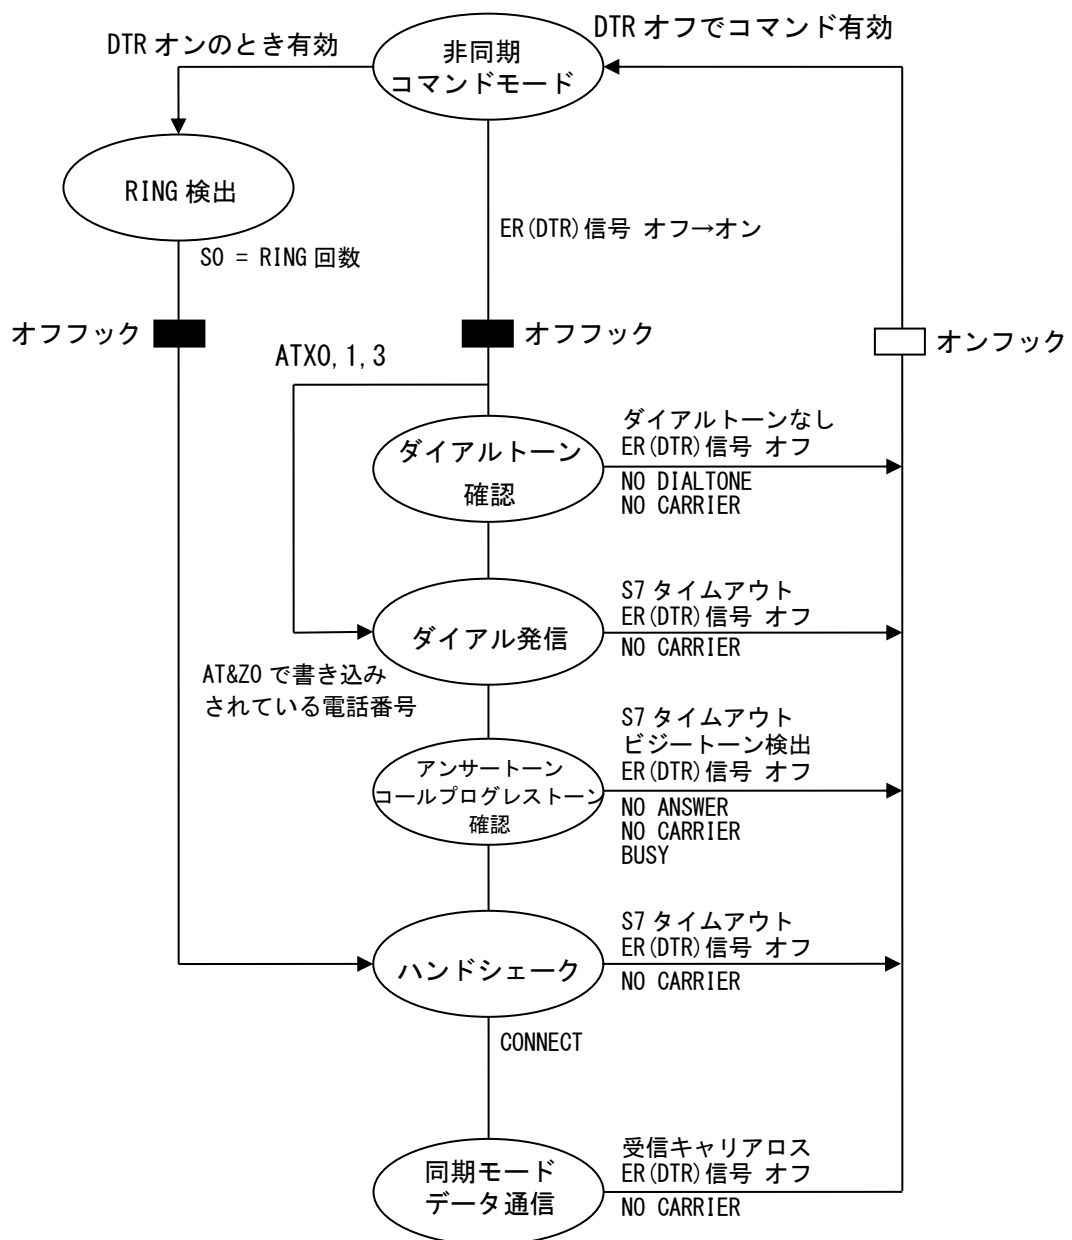 DTR オフでコマンド有効
DTR オンのとき有効
非同期
コマンドモード
RING 検出
ER(DTR)信号 オフ→オン
S0 = RING 回数
オフフック
オフフック
オンフック
ATX0,1,3
ダイアルトーン
確認
ダイアルトーンなし
ER(DTR)信号 オフ
NO DIALTONE
NO CARRIER
ダイアル発信
S7 タイムアウト
ER(DTR)信号 オフ
NO CARRIER
AT&Z0 で書き込み
されている電話番号
アンサートーン
コールプログレストーン
確認
S7 タイムアウト
ビジートーン検出
ER(DTR)信号 オフ
NO ANSWER
NO CARRIER
BUSY
ハンドシェーク
S7 タイムアウト
ER(DTR)信号 オフ
NO CARRIER
CONNECT
同期モード
データ通信
受信キャリアロス
ER(DTR)信号 オフ
NO CARRIER